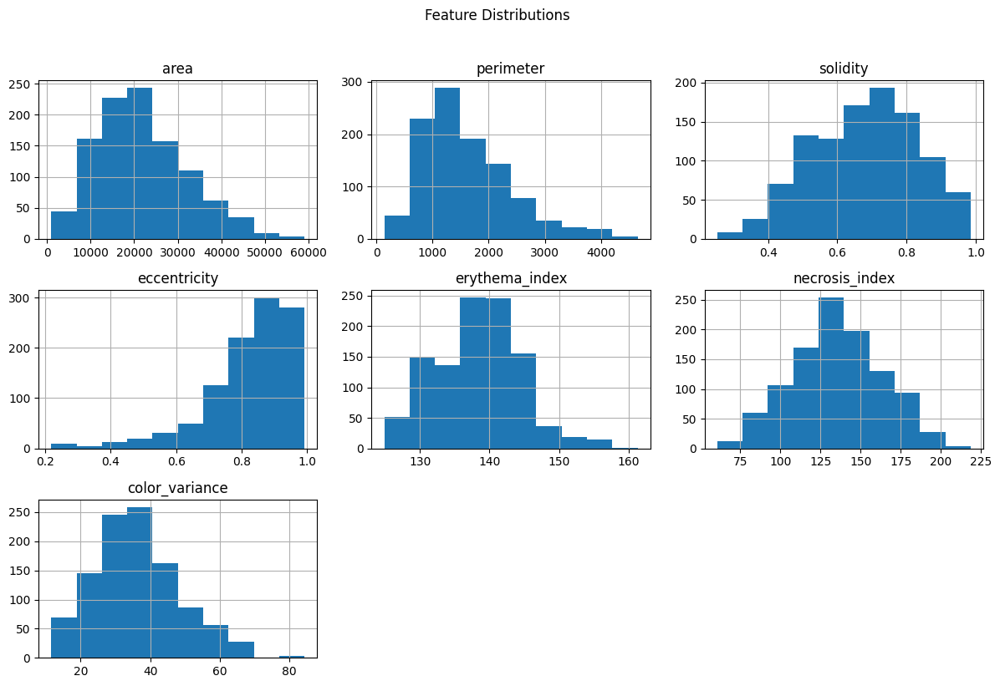 Feature Distributions
area perimeter solidity
250 300 200
200 200 150
150 100
100 100 50
50
0 0 0
0 10000 20000 30000 40000 50000 60000 0 1000 2000 3000 4000 0.4 0.6 0.8 1.0
eccentricity erythema_index necrosis_index
300 250 250
200 200 200
150 150
100 100 100
50 50
0 0 0
0.2 0.4 0.6 0.8 1.0 130 140 150 160 75 100 125 150 175 200 225
color_variance
250
200
150
100
50
0
20 40 60 80